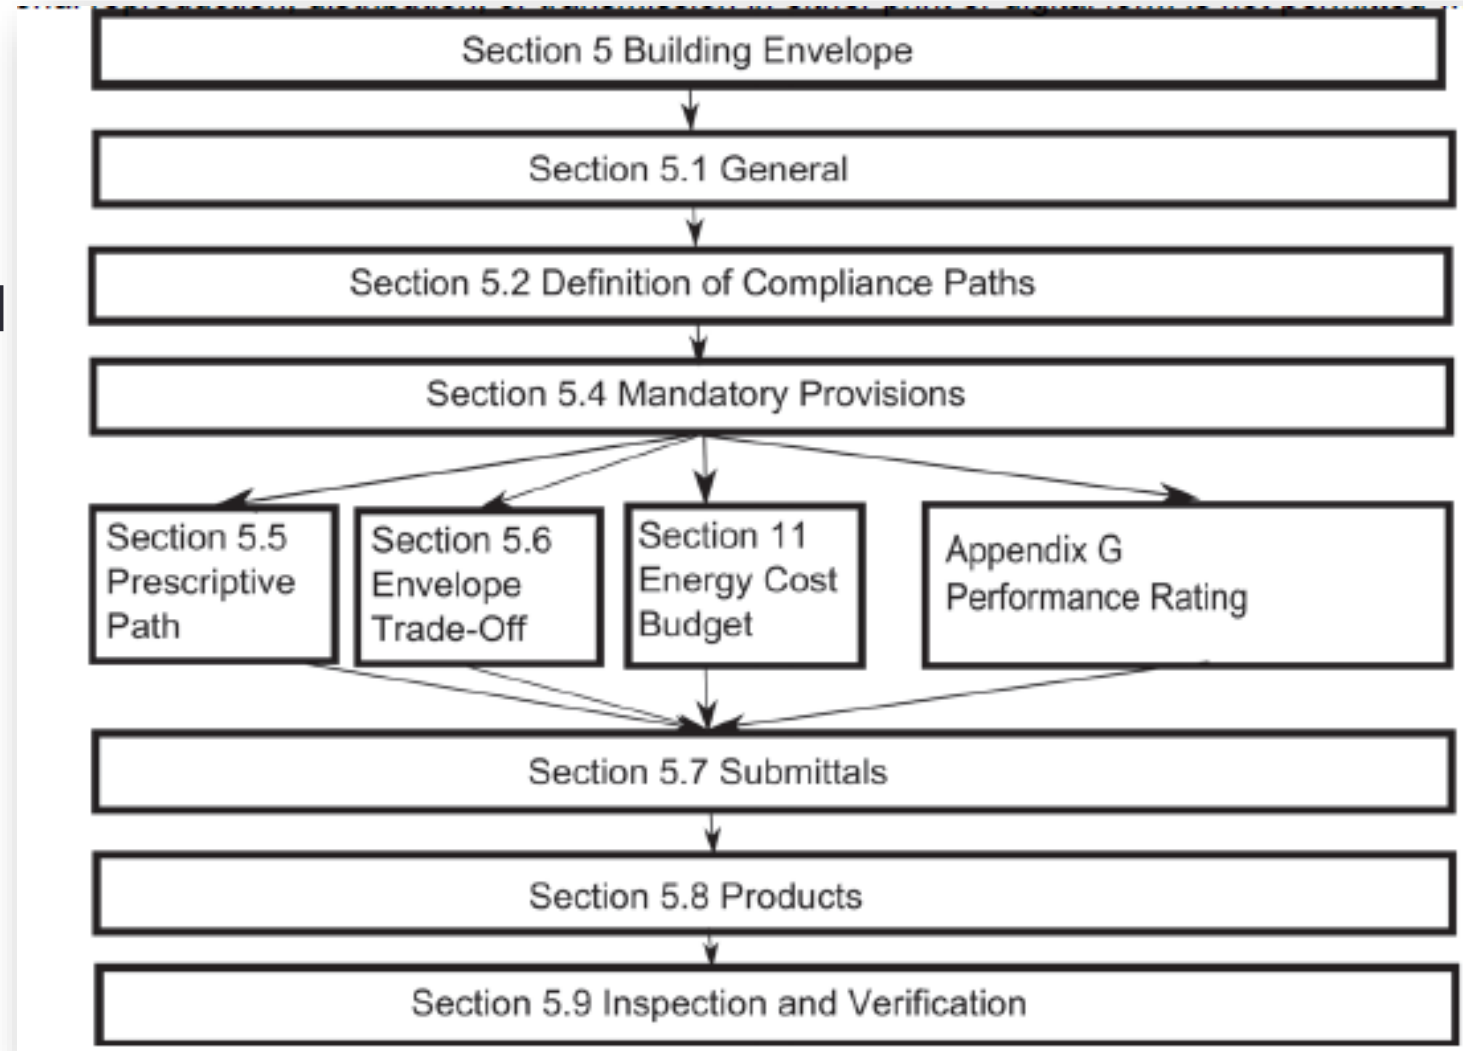 Section 5 Building Envelope
Section 5.1 General
Section 5.2 Definition of Compliance Paths
Section 5.4 Mandatory Provisions
Section 5.5
Prescriptive
Path
Section 5.6
Envelope
Trade-Off
Section 11
Energy Cost
Budget
Appendix G
Performance Rating
Section 5.7 Submittals
Section 5.8 Products
Section 5.9 Inspection and Verification